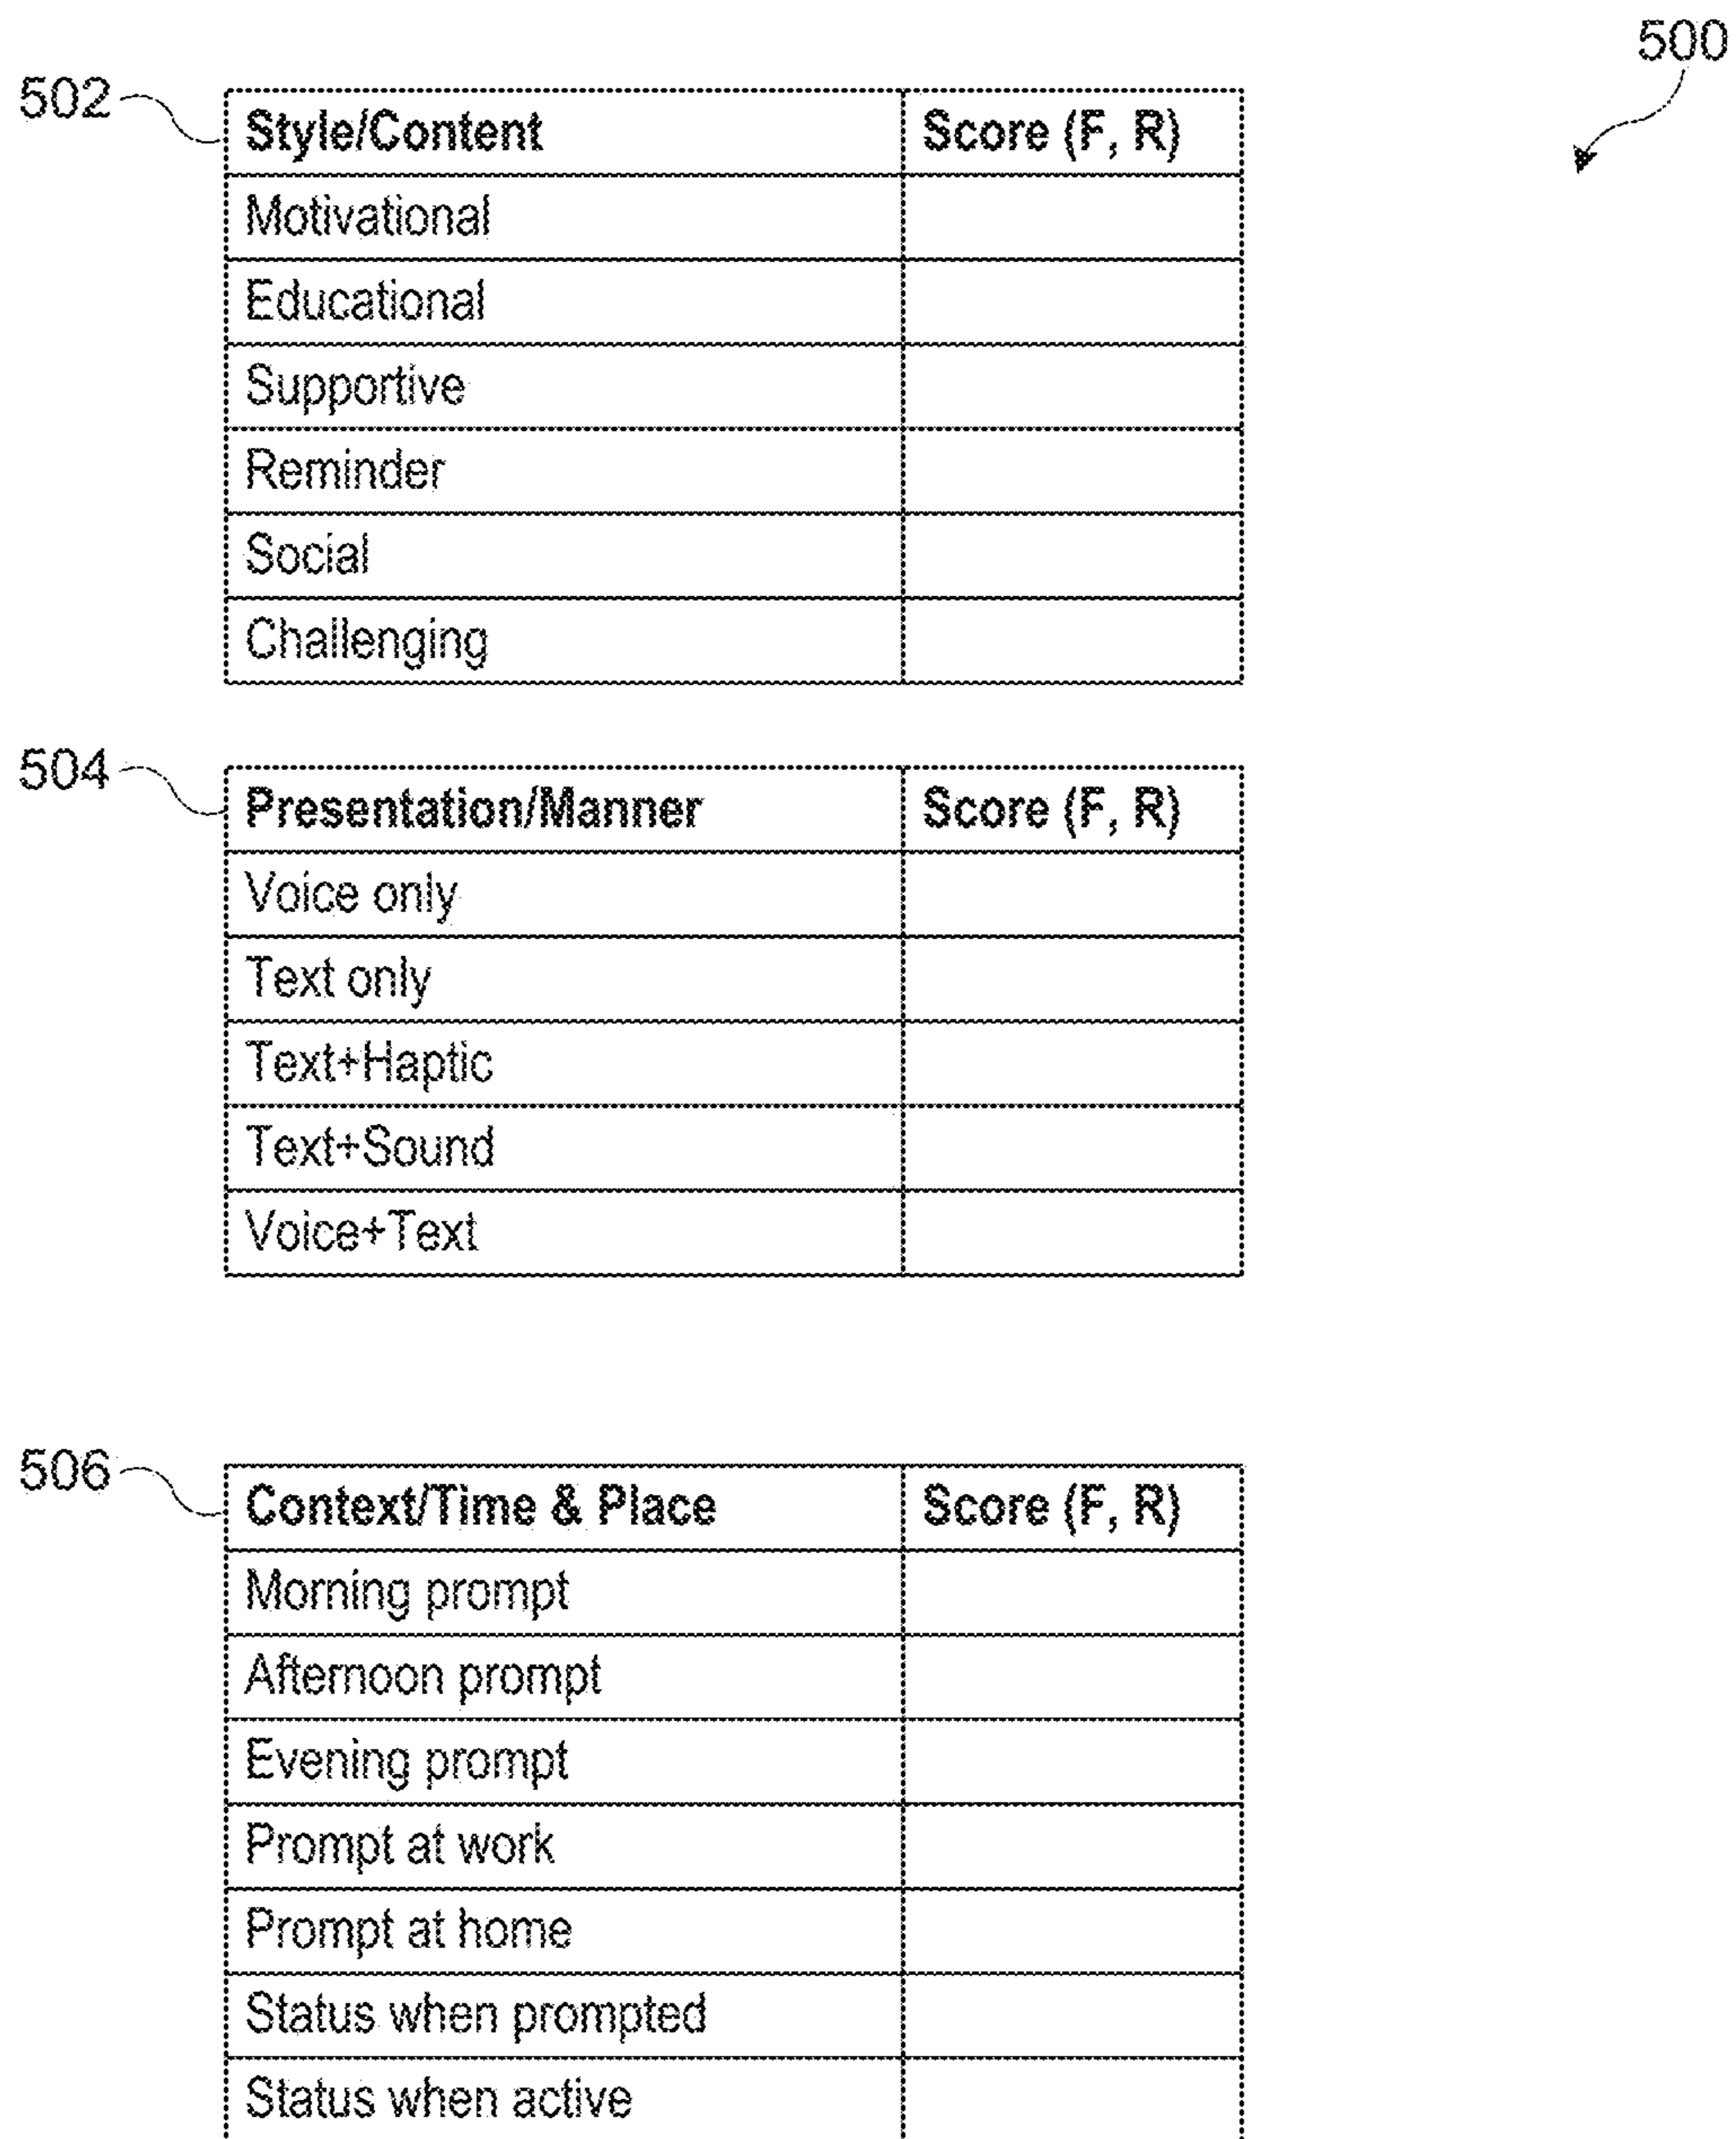 500
502
Style/Content Score (F, R)
Motivational
Educational
Supportive
Reminder
Social
Challenging
504
Presentation/Manner Score (F, R)
Voice only
Text only
Text+Haptic
Text+Sound
Voice+Text
506
Context/Time & Place Score (F, R)
Morning prompt
Afternoon prompt
Evening prompt
Prompt at work
Prompt at home
Status when prompted
Status when active